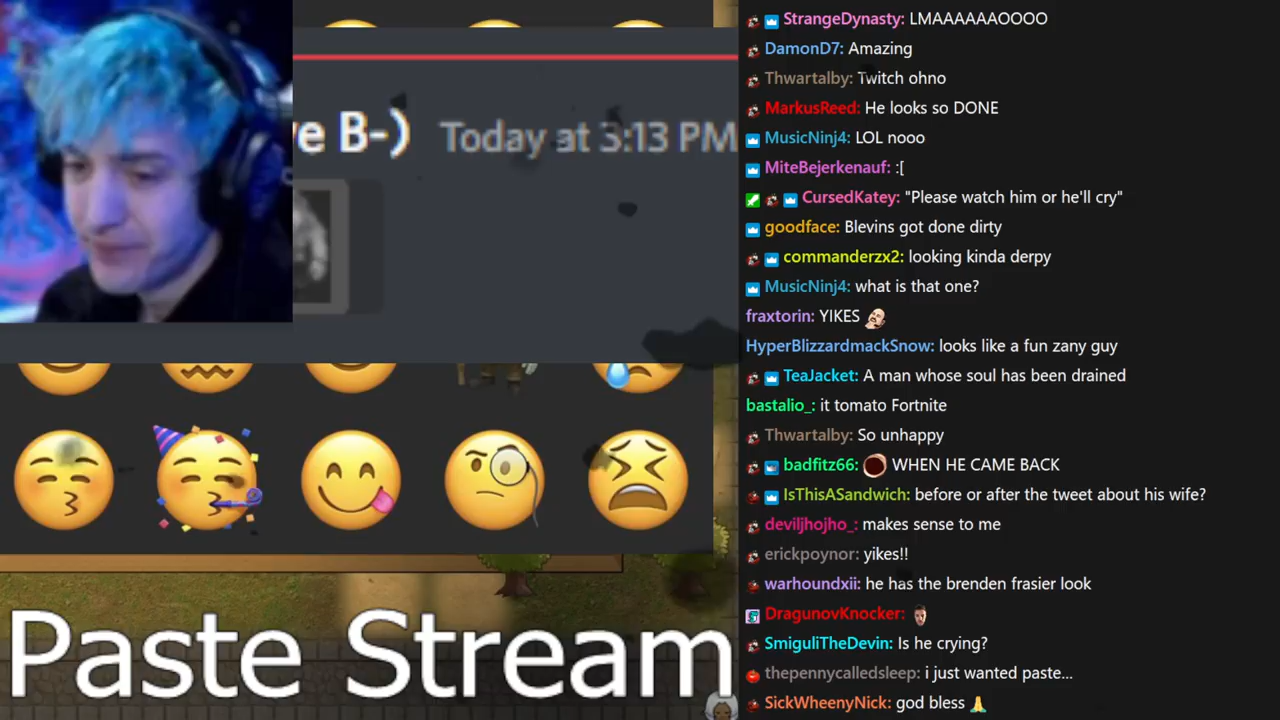 ve B-) Today at 3:13 PM
Paste Stream
StrangeDynasty: LMAAAAAAOOOO
DamonD7: Amazing
Thwartalby: Twitch ohno
MarkusReed: He looks so DONE
MusicNinj4: LOL nooo
MiteBejerkenauf: :[
CursedKatey: "Please watch him or he'll cry"
goodface: Blevins got done dirty
commanderzx2: looking kinda derpy
MusicNinj4: what is that one?
fraxtorin: YIKES
HyperBlizzardmackSnow: looks like a fun zany guy
TeaJacket: A man whose soul has been drained
bastalio_: it tomato Fortnite
Thwartalby: So unhappy
badfitz66: WHEN HE CAME BACK
IsThisASandwich: before or after the tweet about his wife?
deviljhojho_: makes sense to me
erickpoynor: yikes!!
warhoundxii: he has the brenden frasier look
DragunovKnocker:
SmiguliTheDevin: Is he crying?
thepennycalledsleep: i just wanted paste...
SickWheenyNick: god bless 🙏